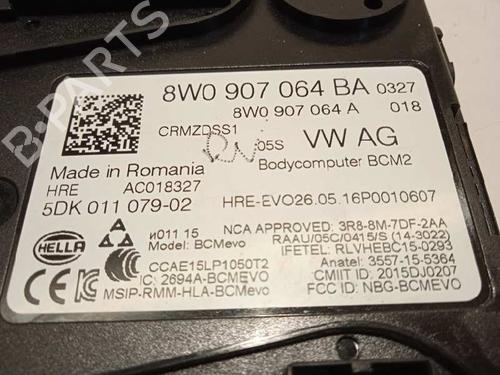 8W0 907 064 BA 0327
8W0 907 064 A 018
CRMZDSS1
05S VW AG
Bodycomputer BCM2
Made in Romania
HRE AC018327
5DK 011 079-02 HRE-EVO26.05.16P0010607
и011 15 NCA APPROVED: 3R8-8M-7DF-2AA
Model: BCMevo RAAU/05C/0415/S (14-3022)
HELLA
IFETEL: RLVHEBC15-0293
CCAE15LP1050T2 Anatel: 3557-15-5364
IC: 2694A-BCMEVO CMIIT ID: 2015DJ0207
MSIP-RMM-HLA-BCMevo FCC ID: NBG-BCMEVO
B-PARTS